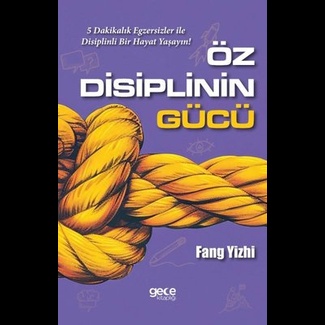 5 Dakikalık Egzersizler ile
Disiplinli Bir Hayat Yaşayın!
ÖZ
DİSİPLİNİN
GÜCÜ
Fang Yizhi
gece
kitaplığı